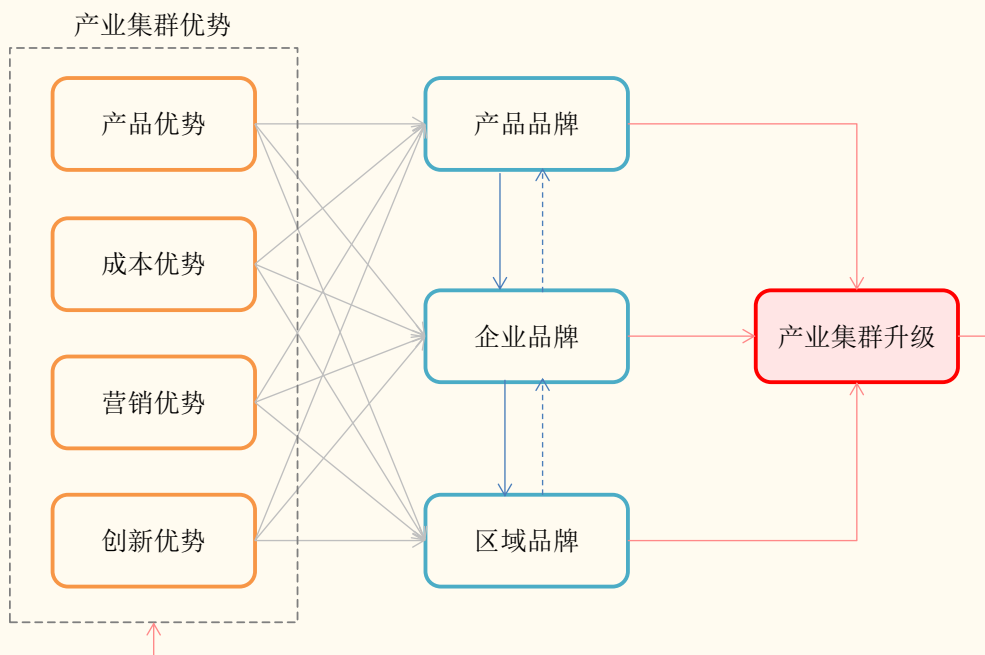 产业集群优势
产品优势
成本优势
营销优势
创新优势
产品品牌
企业品牌
区域品牌
产业集群升级